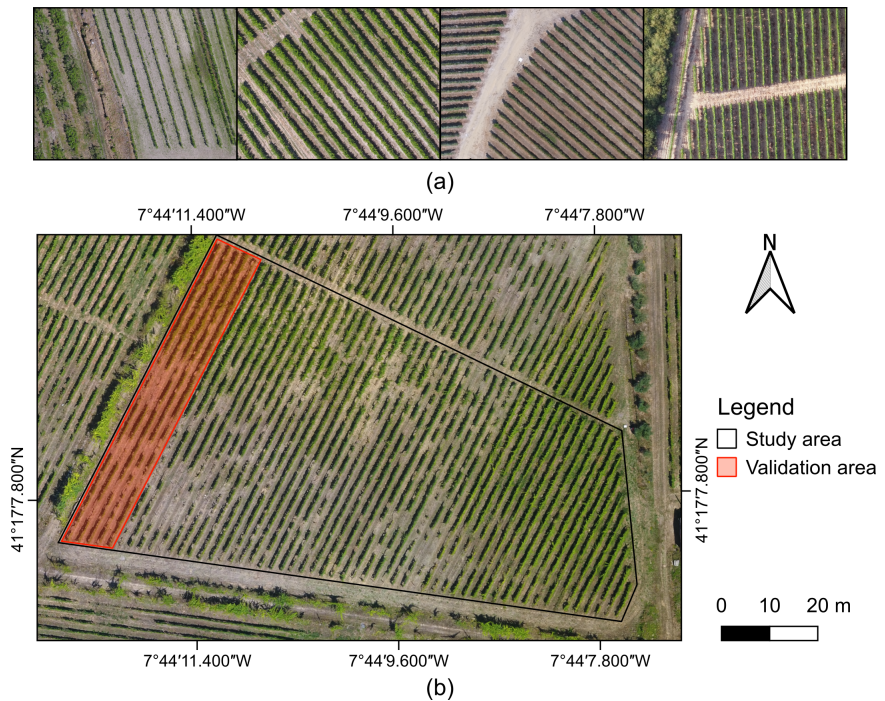 (a)
7°44′11.400″W 7°44′9.600″W 7°44′7.800″W
N
Legend
Study area
Validation area
41°17′7.800″N
41°17′7.800″N
0 10 20 m
7°44′11.400″W 7°44′9.600″W 7°44′7.800″W
(b)